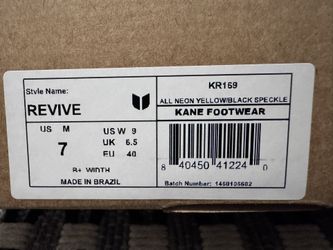 Style Name:
REVIVE
KR169
ALL NEON YELLOW/BLACK SPECKLE
KANE FOOTWEAR
US M
7
US W 9
UK 6.5
EU 40
B+ WIDTH
MADE IN BRAZIL
8 40450 41224 0
Batch Number: 1460106602